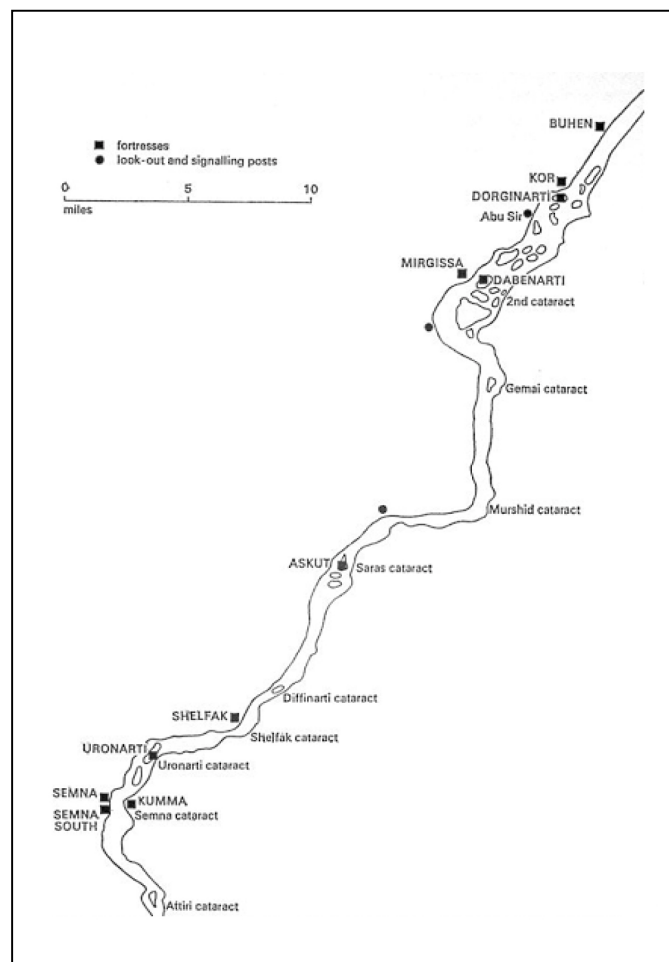 BUHEN
fortresses
look-out and signalling posts
KOR
0 5 10
DORGINARTI
miles
Abu Sir
MIRGISSA
DABENARTI
2nd cataract
Gemai cataract
Murshid cataract
ASKUT
Saras cataract
Diffinarti cataract
SHELFAK
Shelfak cataract
URONARTI
Uronarti cataract
SEMNA
KUMMA
SEMNA
SOUTH
Semna cataract
Attiri cataract